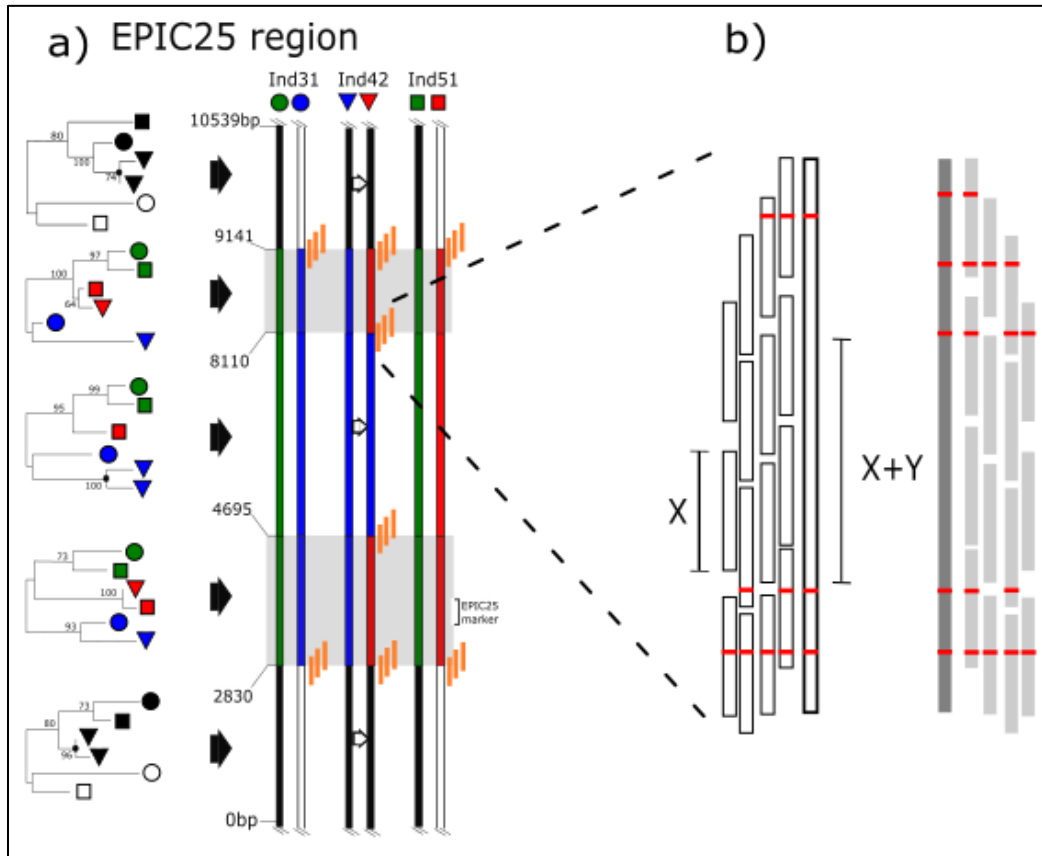 a) EPIC25 region
b)
Ind31 Ind42 Ind51
10539bp
80
100
74
9141
97
100
64
8110
99
95
100
4695
73
100
93
EPIC25
marker
2830
73
80
96
0bp
X
X+Y